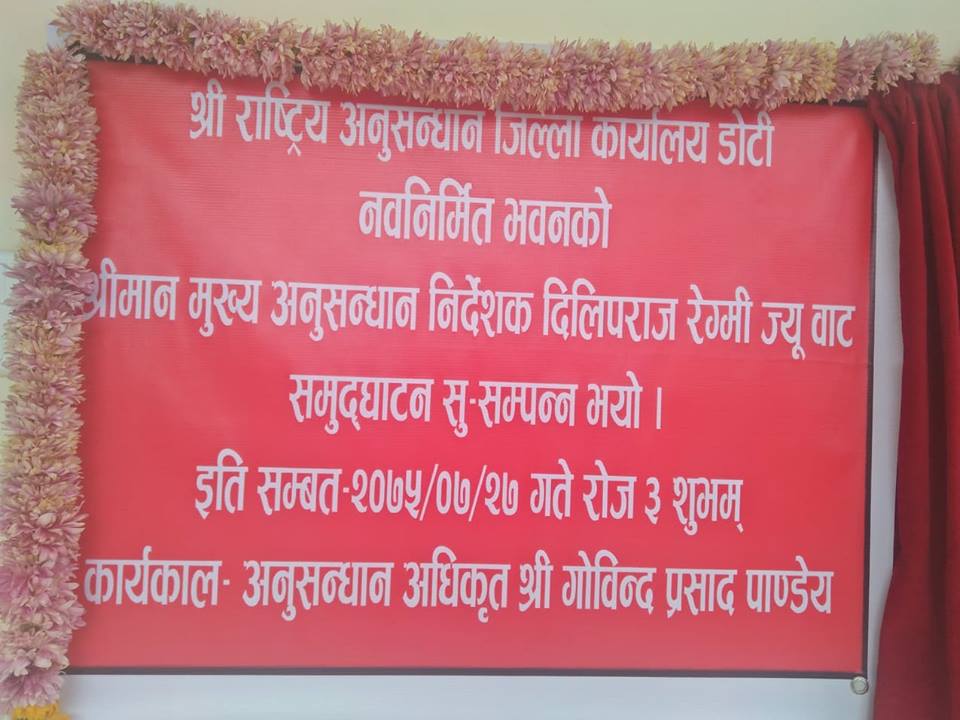 श्री राष्ट्रिय अनुसन्धान जिल्ला कार्यालय डोटी
नवनिर्मित भवनको
श्रीमान मुख्य अनुसन्धान निर्देशक दिलिपराज रेग्मी ज्यू वाट
समुद्घाटन सु-सम्पन्न भयो ।
इति सम्बत-२०७५/०७/२७ गते रोज ३ शुभम्
कार्यकाल- अनुसन्धान अधिकृत श्री गोविन्द प्रसाद पाण्डेय